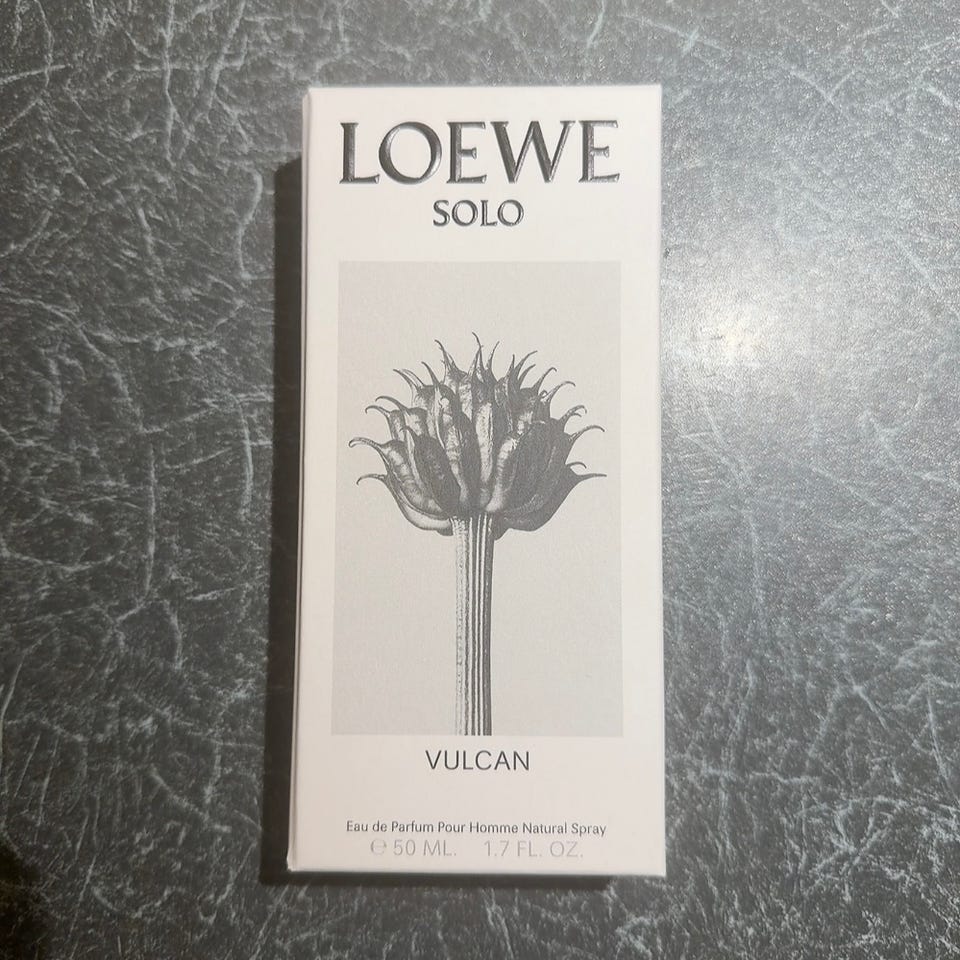 LOEWE
SOLO
VULCAN
Eau de Parfum Pour Homme Natural Spray
℮ 50 ML. 1.7 FL. OZ.